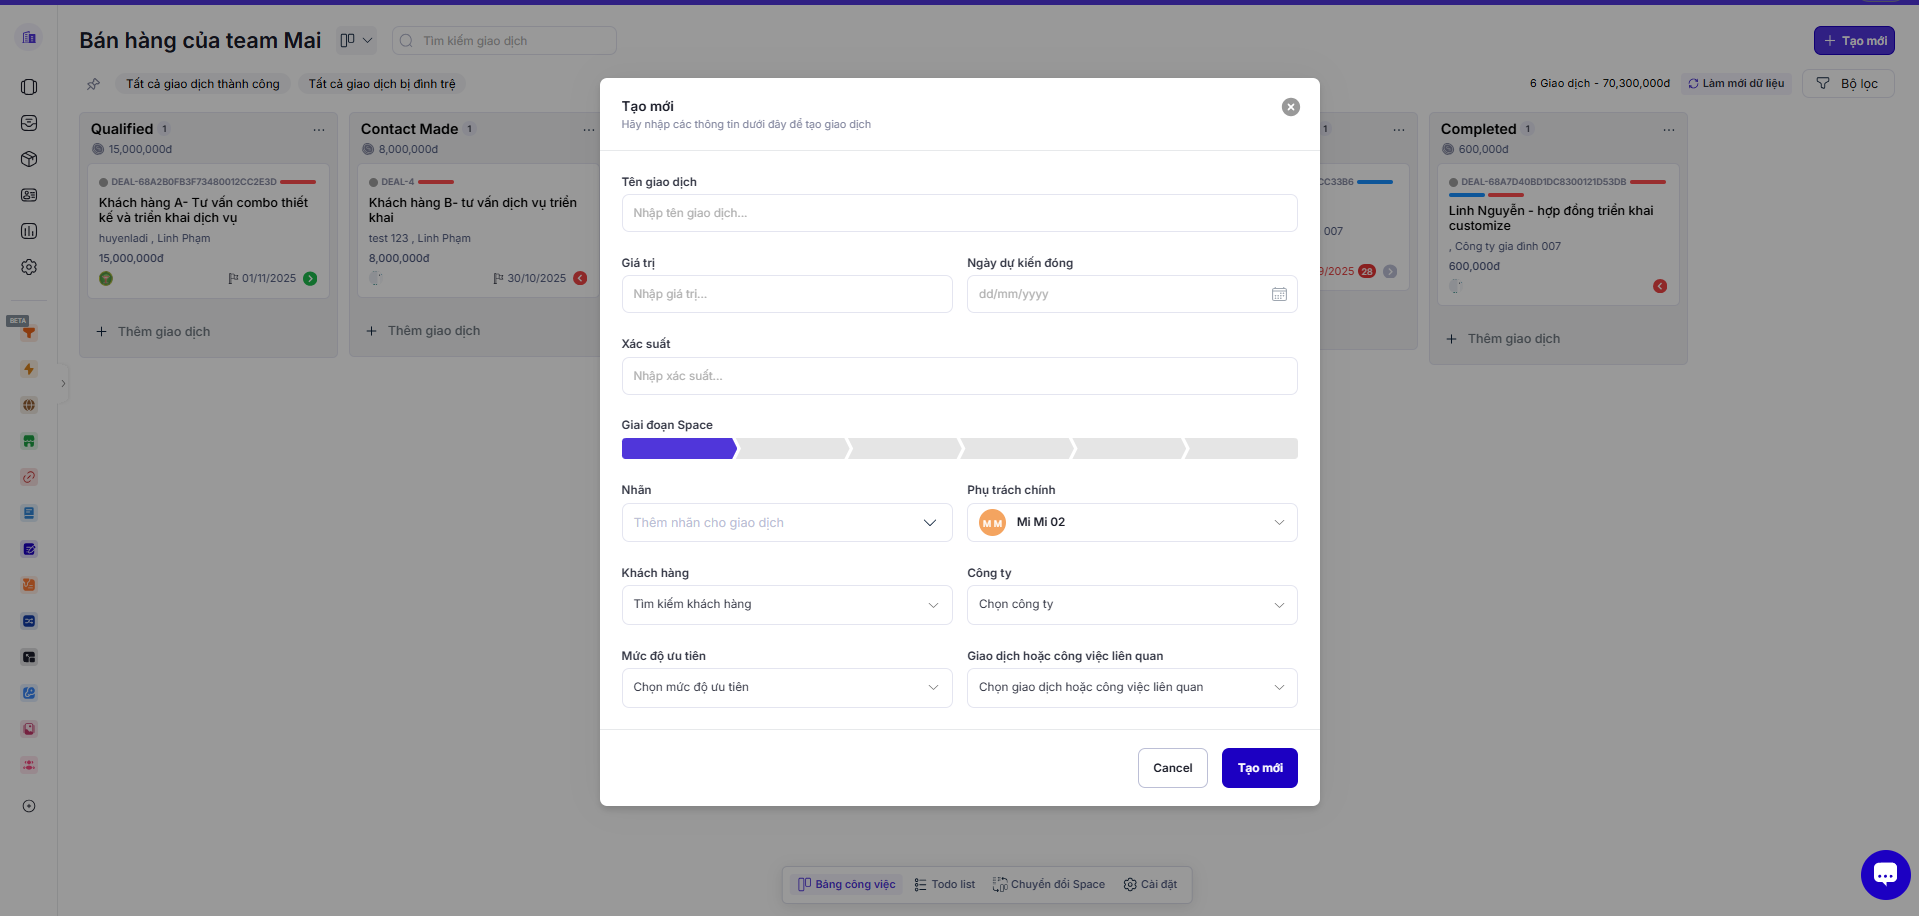 Bán hàng của team Mai
Tìm kiếm giao dịch
Tạo mới
Tất cả giao dịch thành công
Tất cả giao dịch bị đình trệ
6 Giao dịch - 70,300,000đ
Làm mới dữ liệu
Bộ lọc
Qualified 1
15,000,000đ
DEAL-68A2B0FB3F73480012CC2E3D
Khách hàng A- Tư vấn combo thiết
kế và triển khai dịch vụ
huyenladi , Linh Phạm
15,000,000đ
01/11/2025
Thêm giao dịch
Contact Made 1
8,000,000đ
DEAL-4
Khách hàng B- tư vấn dịch vụ triển
khai
test 123 , Linh Phạm
8,000,000đ
30/10/2025
Thêm giao dịch
1
CC33B6
007
9/2025 28
Completed 1
600,000đ
DEAL-68A7D40BD1DC8300121D53DB
Linh Nguyễn - hợp đồng triển khai
customize
, Công ty gia đình 007
600,000đ
Thêm giao dịch
BETA
Tạo mới
Hãy nhập các thông tin dưới đây để tạo giao dịch
Tên giao dịch
Nhập tên giao dịch...
Giá trị
Nhập giá trị...
Ngày dự kiến đóng
dd/mm/yyyy
Xác suất
Nhập xác suất...
Giai đoạn Space
Nhãn
Thêm nhãn cho giao dịch
Phụ trách chính
MM
Mi Mi 02
Khách hàng
Tìm kiếm khách hàng
Công ty
Chọn công ty
Mức độ ưu tiên
Chọn mức độ ưu tiên
Giao dịch hoặc công việc liên quan
Chọn giao dịch hoặc công việc liên quan
Cancel
Tạo mới
Bảng công việc
Todo list
Chuyển đổi Space
Cài đặt